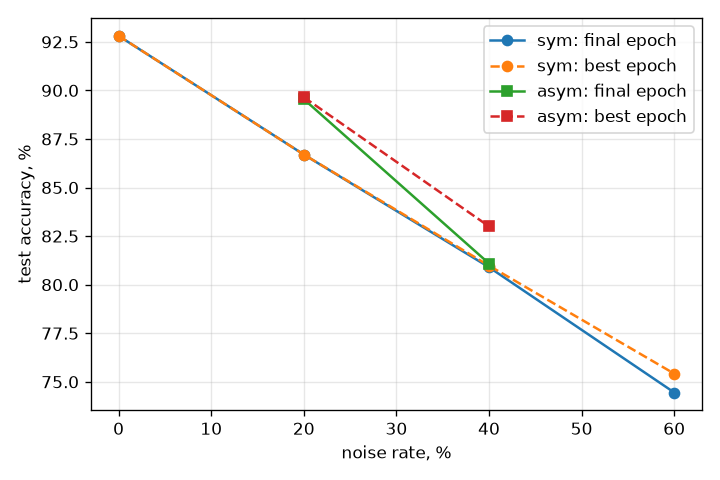 92.5
90.0
87.5
85.0
82.5
80.0
77.5
75.0
test accuracy, %
sym: final epoch
sym: best epoch
asym: final epoch
asym: best epoch
0 10 20 30 40 50 60
noise rate, %